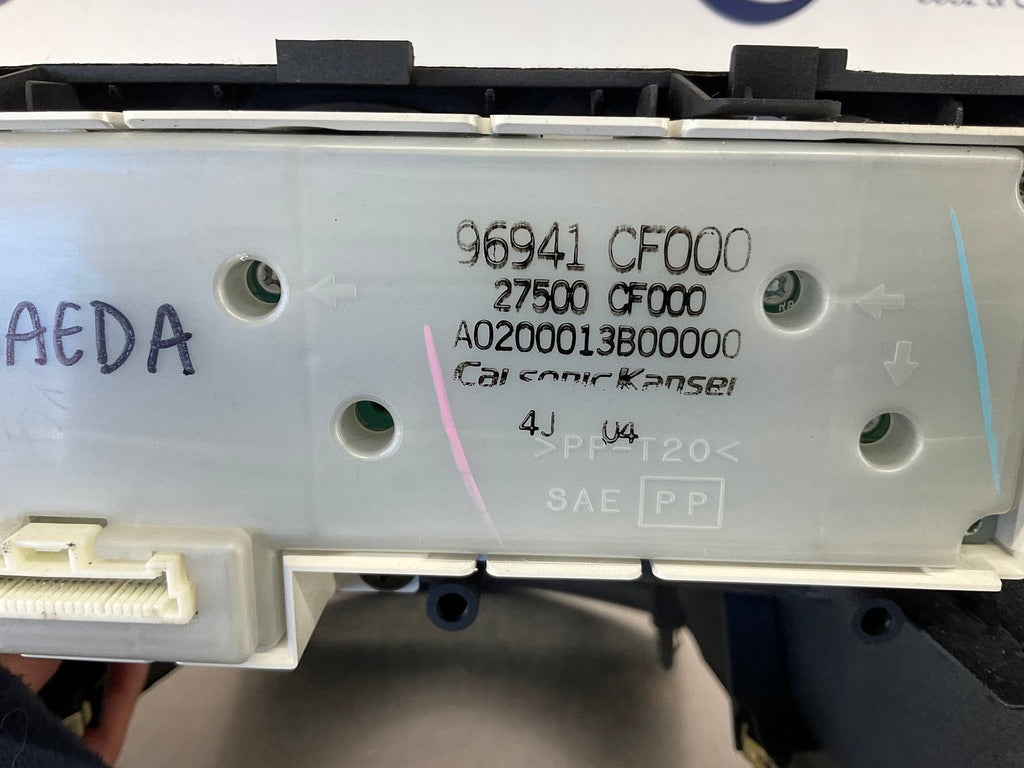 96941 CF000
27500 CF000
A0200013B00000
Calsonic Kansei
AEDA
4J U4
>PP-T20<
SAE PP